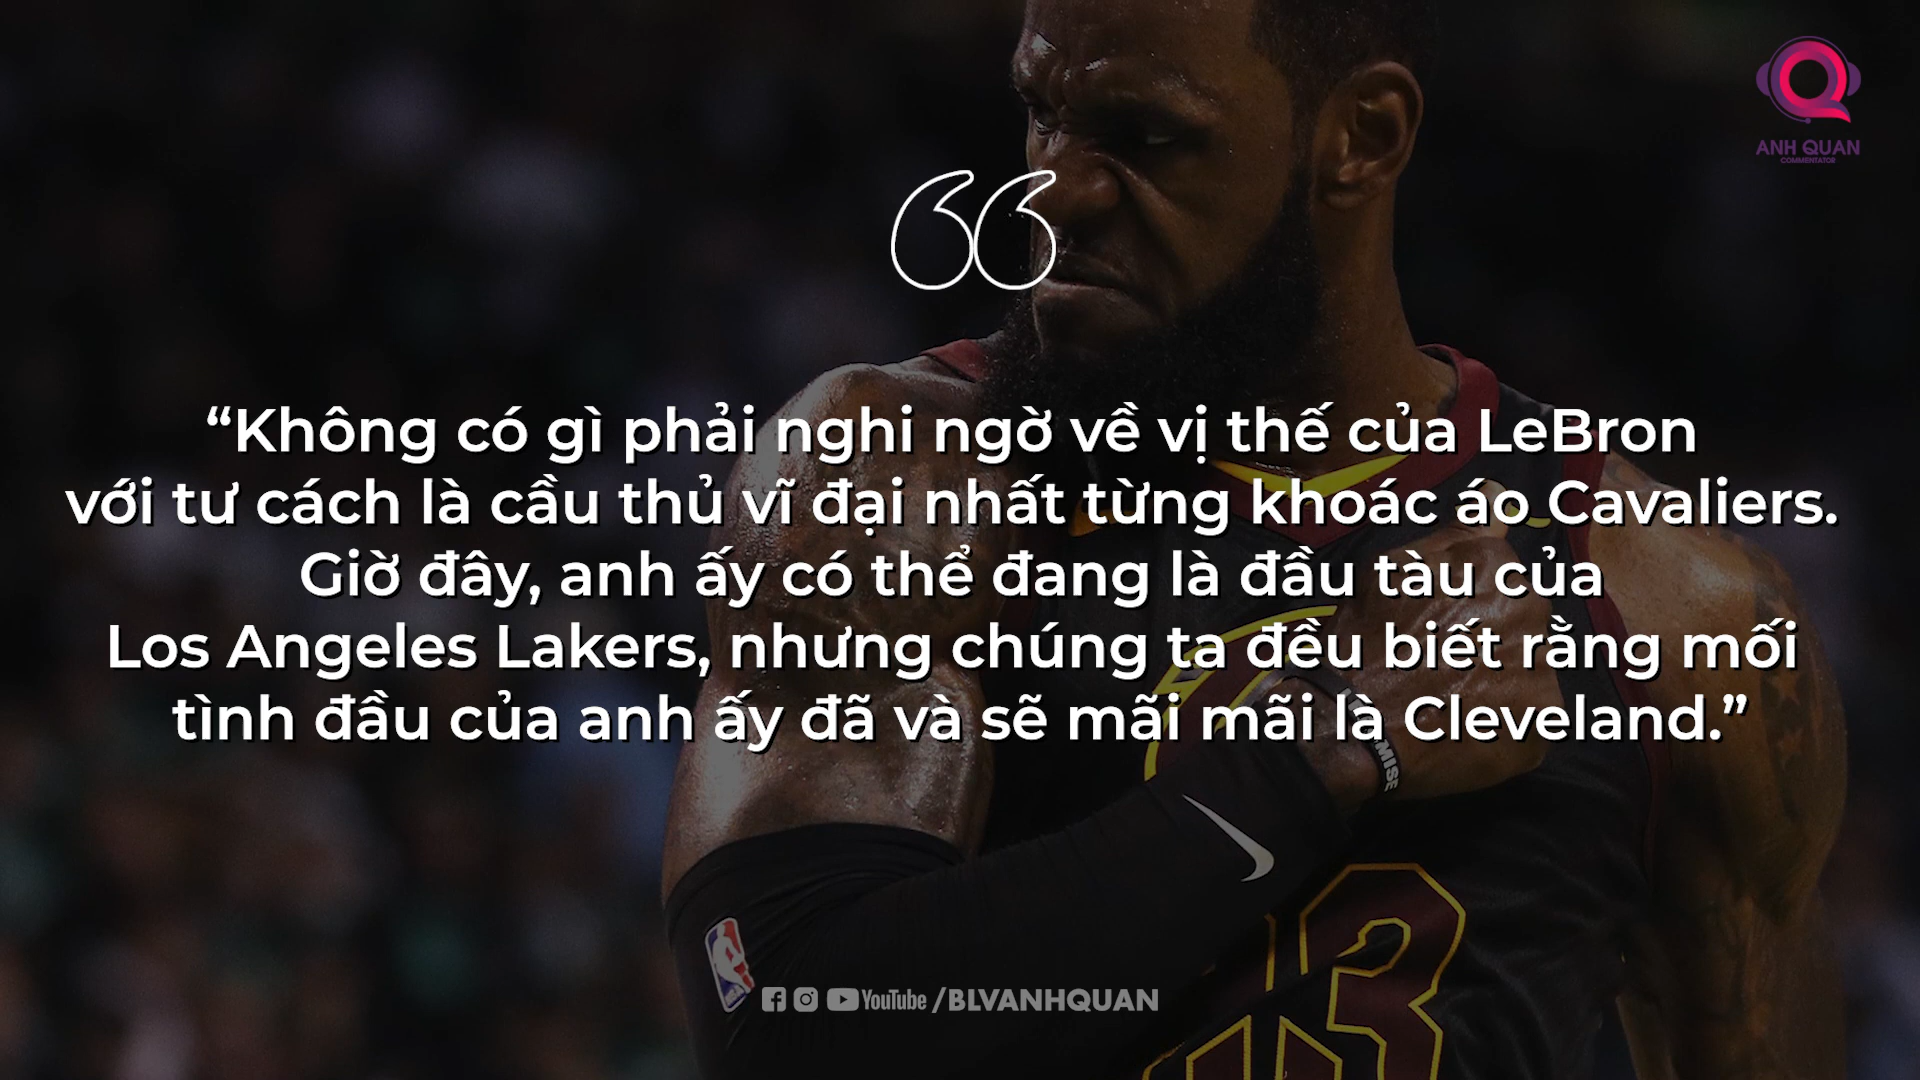 ANH QUAN
COMMENTATOR
“Không có gì phải nghi ngờ về vị thế của LeBron
với tư cách là cầu thủ vĩ đại nhất từng khoác áo Cavaliers.
Giờ đây, anh ấy có thể đang là đầu tàu của
Los Angeles Lakers, nhưng chúng ta đều biết rằng mối
tình đầu của anh ấy đã và sẽ mãi mãi là Cleveland.”
YouTube /BLVANHQUAN